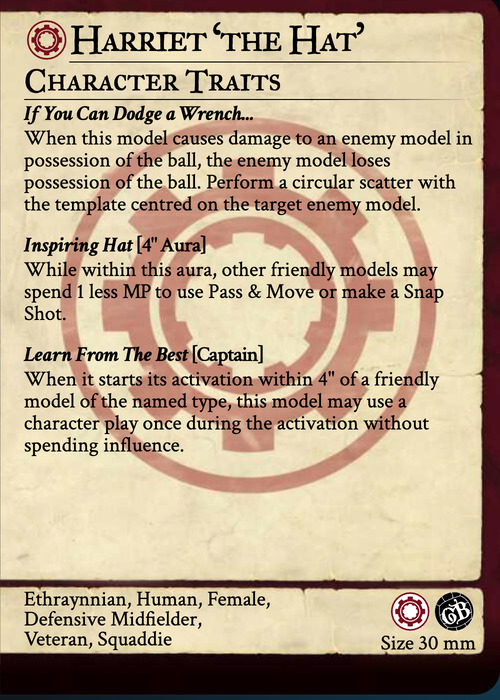 Harriet ‘the Hat’
Character Traits
If You Can Dodge a Wrench...
When this model causes damage to an enemy model in
possession of the ball, the enemy model loses
possession of the ball. Perform a circular scatter with
the template centred on the target enemy model.
Inspiring Hat [4" Aura]
While within this aura, other friendly models may
spend 1 less MP to use Pass & Move or make a Snap
Shot.
Learn From The Best [Captain]
When it starts its activation within 4" of a friendly
model of the named type, this model may use a
character play once during the activation without
spending influence.
Ethraynnian, Human, Female,
Defensive Midfielder,
Veteran, Squaddie
GB
Size 30 mm